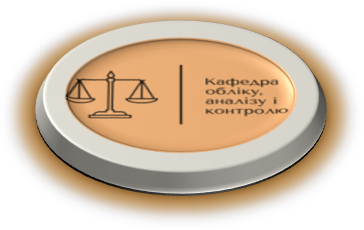 Кафедра
обліку,
аналізу і
контролю